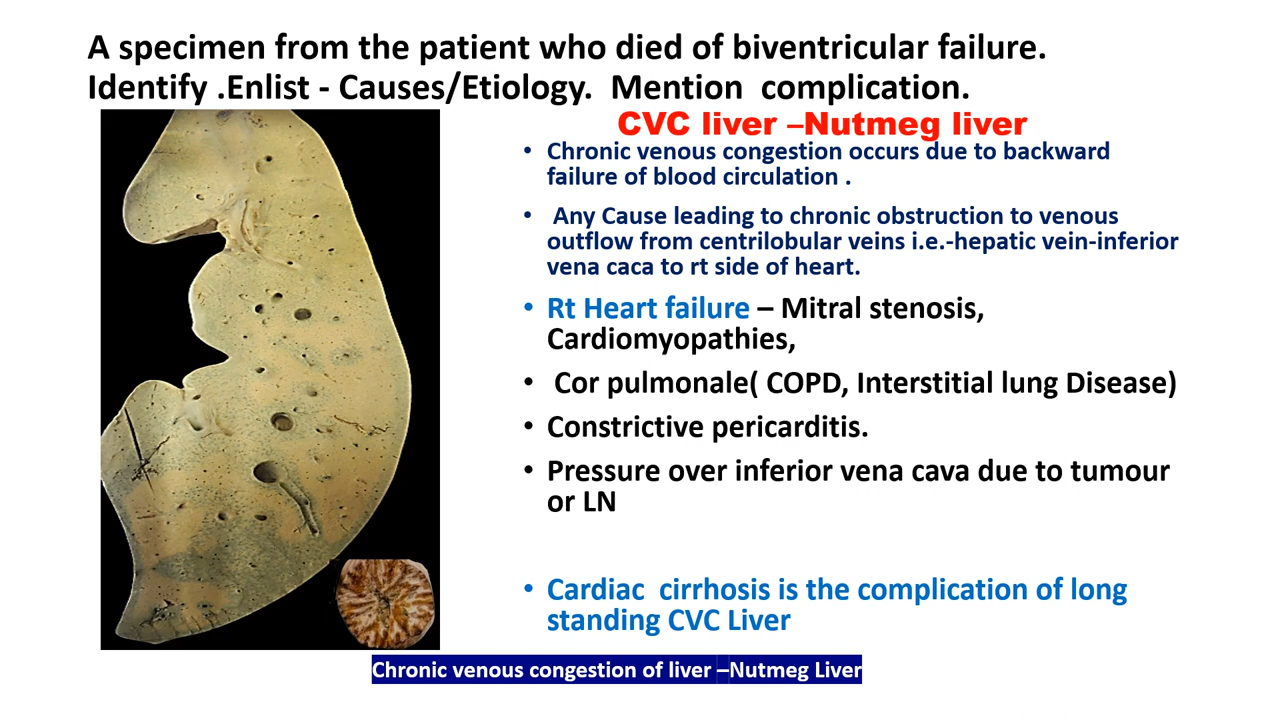 A specimen from the patient who died of biventricular failure.
Identify .Enlist - Causes/Etiology.  Mention  complication.
CVC liver –Nutmeg liver
• Chronic venous congestion occurs due to backward
failure of blood circulation .
• Any Cause leading to chronic obstruction to venous
outflow from centrilobular veins i.e.-hepatic vein-inferior
vena caca to rt side of heart.
• Rt Heart failure – Mitral stenosis,
Cardiomyopathies,
• Cor pulmonale( COPD, Interstitial lung Disease)
• Constrictive pericarditis.
• Pressure over inferior vena cava due to tumour
or LN
• Cardiac  cirrhosis is the complication of long
standing CVC Liver
Chronic venous congestion of liver –Nutmeg Liver